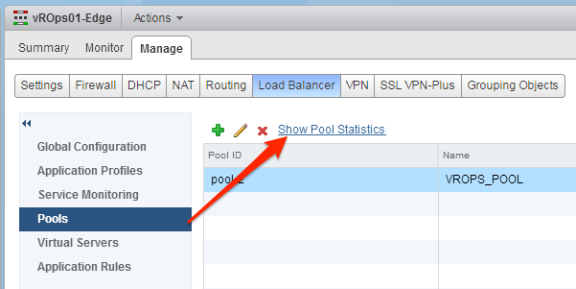 vROps01-Edge Actions
Summary Monitor Manage
Settings Firewall DHCP NAT Routing Load Balancer VPN SSL VPN-Plus Grouping Objects
Show Pool Statistics
Global Configuration
Application Profiles
Service Monitoring
Pools
Virtual Servers
Application Rules
Pool ID Name
pool-2 VROPS_POOL